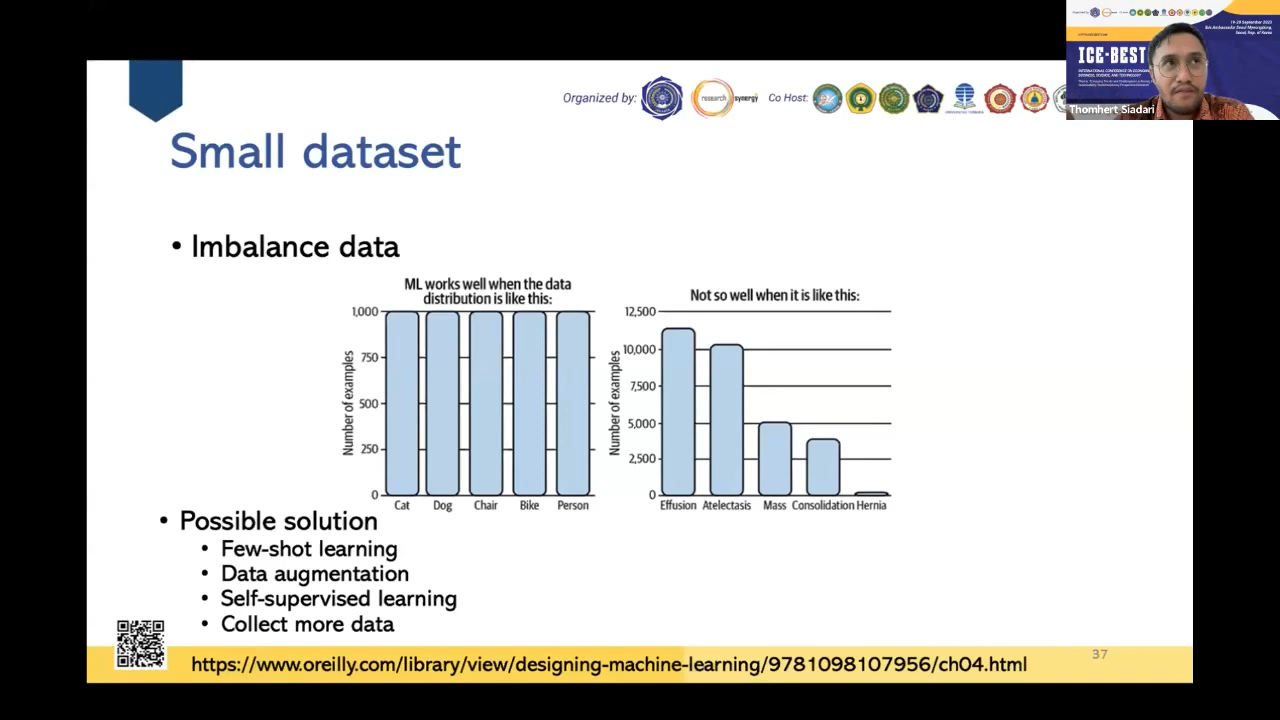 Organized by:
research synergy
Co Host:
ICE-BEST
Thomhert Siadari
Small dataset
• Imbalance data
ML works well when the data
distribution is like this:
Number of examples
1,000
750
500
250
0
Cat Dog Chair Bike Person
Not so well when it is like this:
Number of examples
12,500
10,000
7,500
5,000
2,500
0
Effusion Atelectasis Mass Consolidation Hernia
• Possible solution
• Few-shot learning
• Data augmentation
• Self-supervised learning
• Collect more data
https://www.oreilly.com/library/view/designing-machine-learning/9781098107956/ch04.html
37